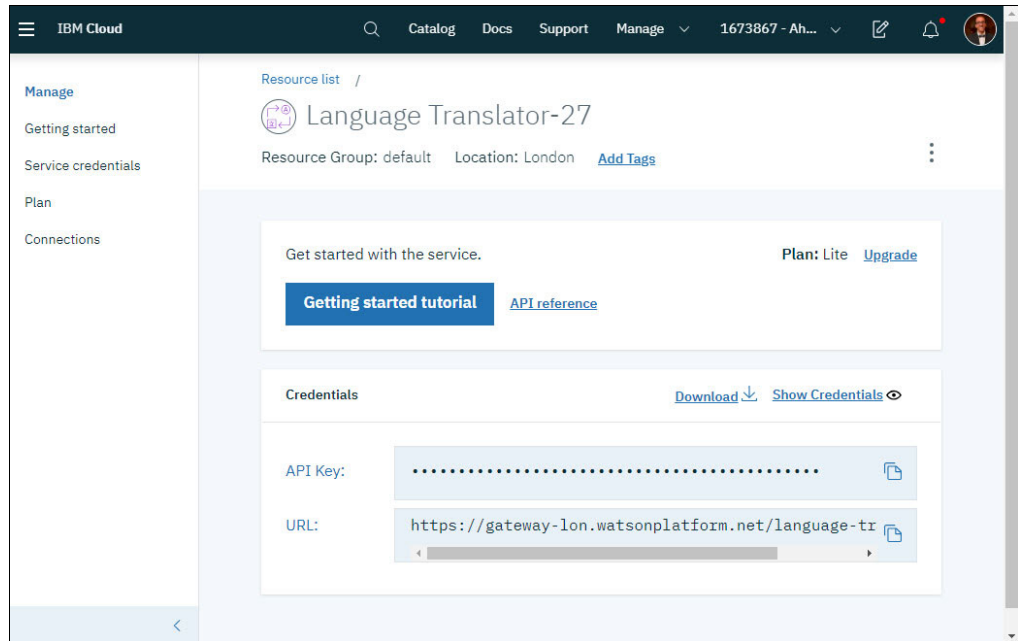 IBM Cloud Catalog Docs Support Manage 1673867 - Ah...
Manage
Getting started
Service credentials
Plan
Connections
Resource list /
Language Translator-27
Resource Group: default Location: London Add Tags
Get started with the service. Plan: Lite Upgrade
Getting started tutorial API reference
Credentials Download Show Credentials
API Key: ••••••••••••••••••••••••••••••••••••••••••••
URL: https://gateway-lon.watsonplatform.net/language-tr